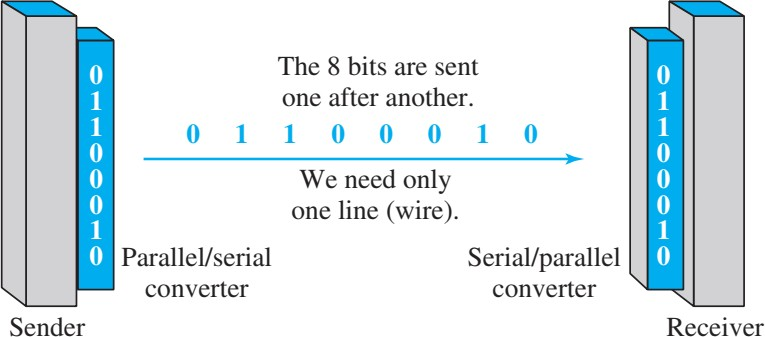 The 8 bits are sent
one after another.
0 1 1 0 0 0 1 0
We need only
one line (wire).
0
1
1
0
0
0
1
0
Parallel/serial
converter
Sender
0
1
1
0
0
0
1
0
Serial/parallel
converter
Receiver